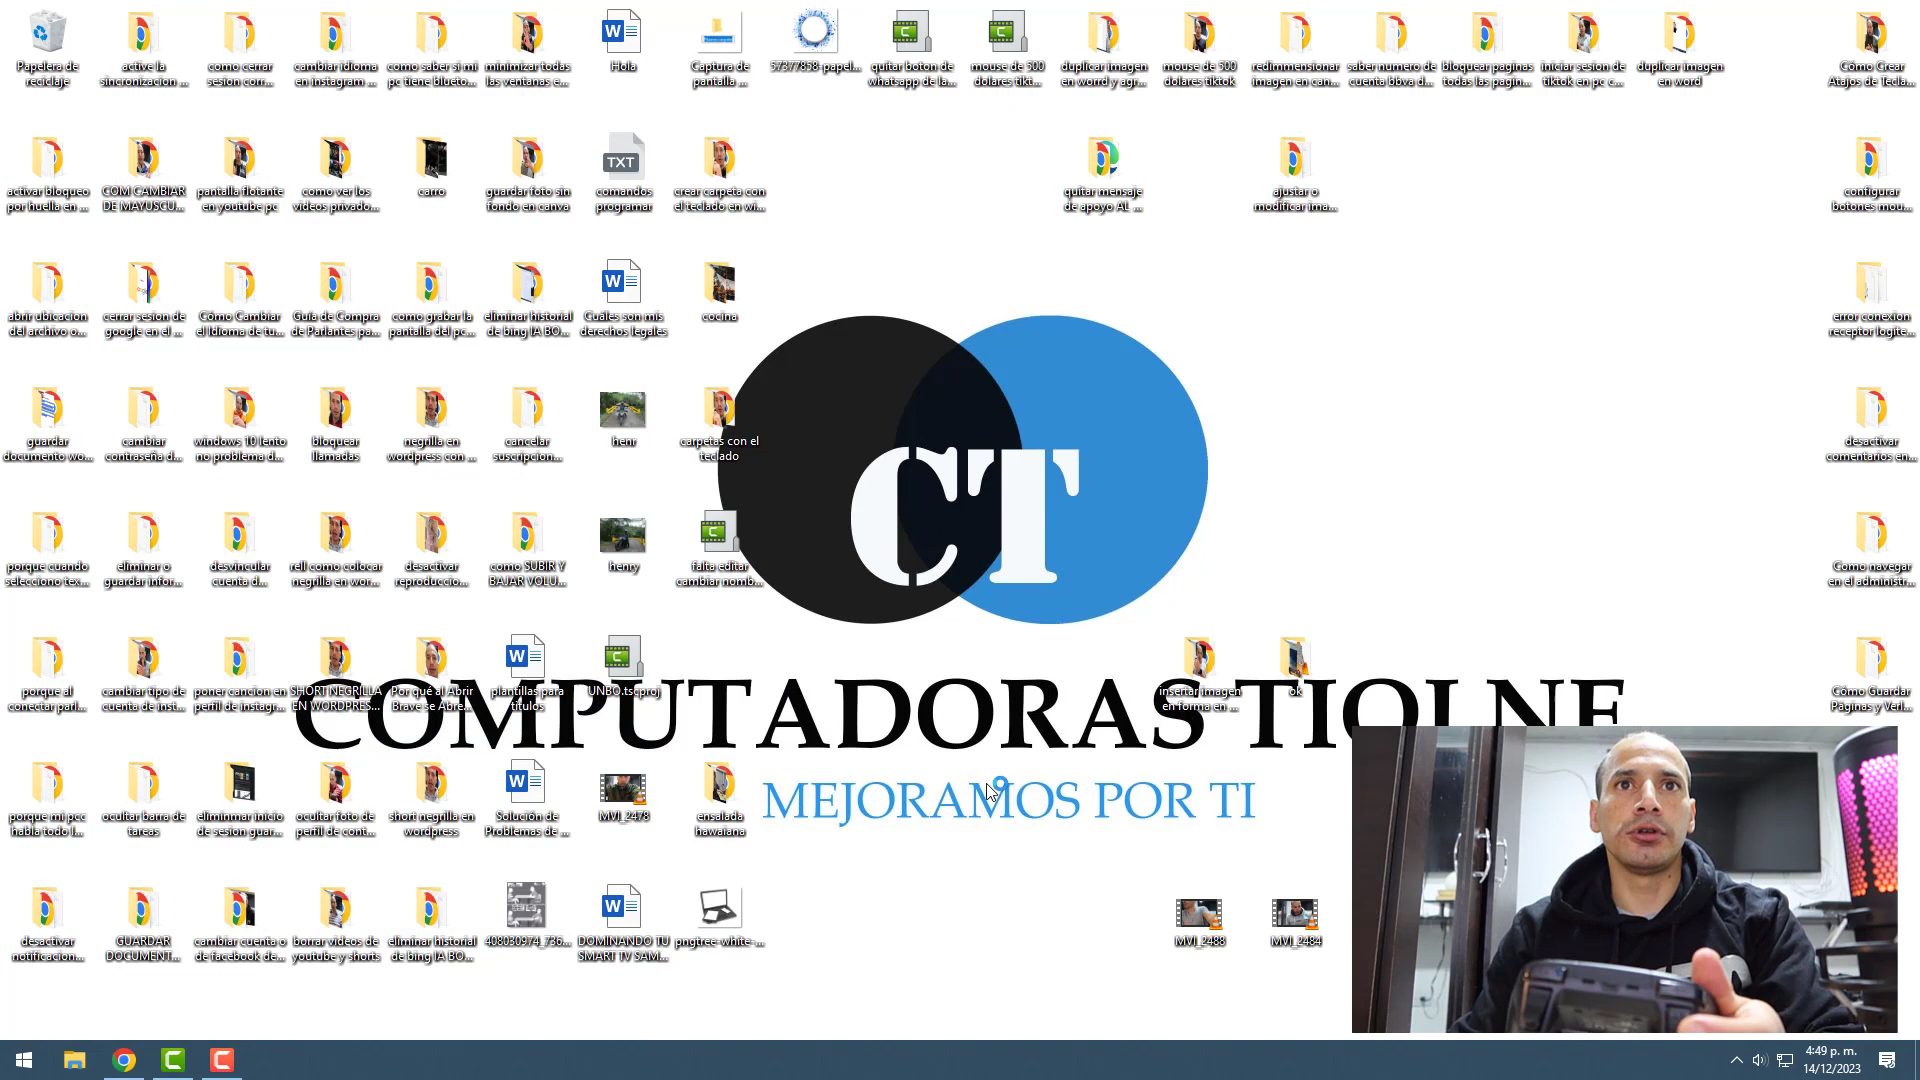 Papelera de
reciclaje
active la
sincronizacion ...
como cerrar
sesion corr...
cambiar idioma
en instagram ...
como saber si mi
pc tiene blueto...
minimizar todas
las ventanas e...
Hola
Captura de
pantalla ...
57377858-papel...
quitar boton de
whatsapp de la...
mouse de 500
dolares tikt...
duplicar imagen
en worrd y agr...
mouse de 500
dolares tiktok
redimmensionar
imagen en can...
saber numero de
cuenta bbva d...
bloquear paginas
todas las pagin...
iniciar sesion de
tiktok en pc c...
duplicar imagen
en word
Cómo Crear
Atajos de Tecla...
activar bloqueo
por huella en ...
COM CAMBIAR
DE MAYUSCU...
pantalla flotante
en youtube pc
como ver los
videos privado...
carro
guardar foto sin
fondo en canva
TXT
comandos
programar
crear carpeta con
el teclado en wi...
quitar mensaje
de apoyo AL ...
ajustar o
modificar ima...
configurar
botones mou...
abrir ubicacion
del archivo o...
cerrar sesion de
google en el ...
Cómo Cambiar
el Idioma de tu...
Guía de Compra
de Parlantes pa...
como grabar la
pantalla del pc...
eliminar historial
de bing IA BO...
Cuáles son mis
derechos legales
cocina
error conexion
receptor logite...
guardar
documento wo...
cambiar
contraseña d...
windows 10 lento
no problema d...
bloquear
llamadas
negrilla en
wordpress con ...
cancelar
suscripcion...
henr
carpetas con el
teclado
desactivar
comentarios en...
CT
porque cuando
selecciono tex...
eliminar o
guardar infor...
desvincular
cuenta d...
rell como colocar
negrilla en wor...
desactivar
reproduccio...
como SUBIR Y
BAJAR VOLU...
henry
falta editar
cambiar nomb...
Como navegar
en el administr...
porque al
conectar parl...
cambiar tipo de
cuenta de inst...
poner cancion en
perfil de instagr...
SHORT NEGRILLA
EN WORDPRES...
Por qué al Abrir
Brave se Abre...
plantillas para
titulos
UNBO.tscproj
insertar imagen
en forma en ...
ok
Cómo Guardar
Páginas y Verl...
COMPUTADORAS TIOLNE
MEJORAMOS POR TI
porque mi pcc
habla todo l...
ocultar barra de
tareas
eliminmar inicio
de sesion guar...
ocultar foto de
perfil de cont...
short negrilla en
wordpress
Solución de
Problemas de ...
MVI_2478
ensalada
hawaiana
desactivar
notificacion...
GUARDAR
DOCUMENT...
cambiar cuenta o
de facebook de...
borrar videos de
youtube y shorts
eliminar historial
de bing IA BO...
408030974_736...
DOMINANDO TU
SMART TV SAM...
pngtree-white-...
MVI_2488
MVI_2484
4:49 p. m.
14/12/2023